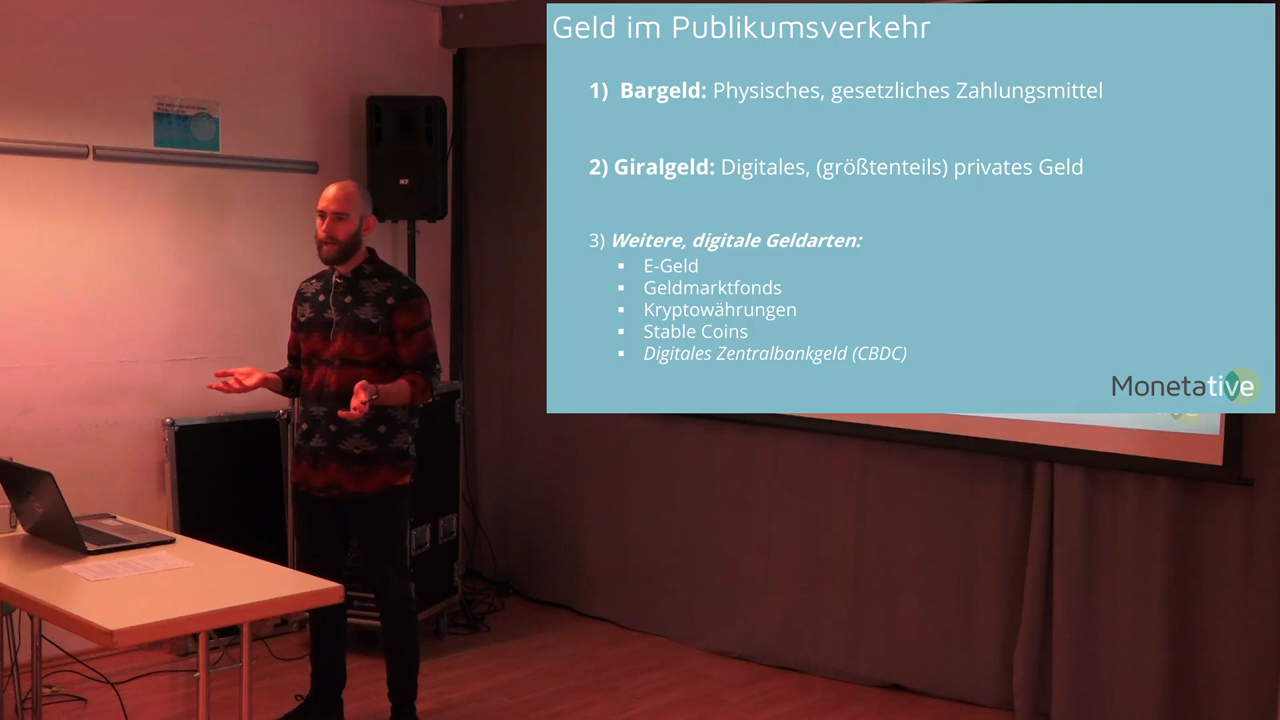 Geld im Publikumsverkehr
1) Bargeld: Physisches, gesetzliches Zahlungsmittel
2) Giralgeld: Digitales, (größtenteils) privates Geld
3) Weitere, digitale Geldarten:
▪ E-Geld
▪ Geldmarktfonds
▪ Kryptowährungen
▪ Stable Coins
▪ Digitales Zentralbankgeld (CBDC)
Monetative